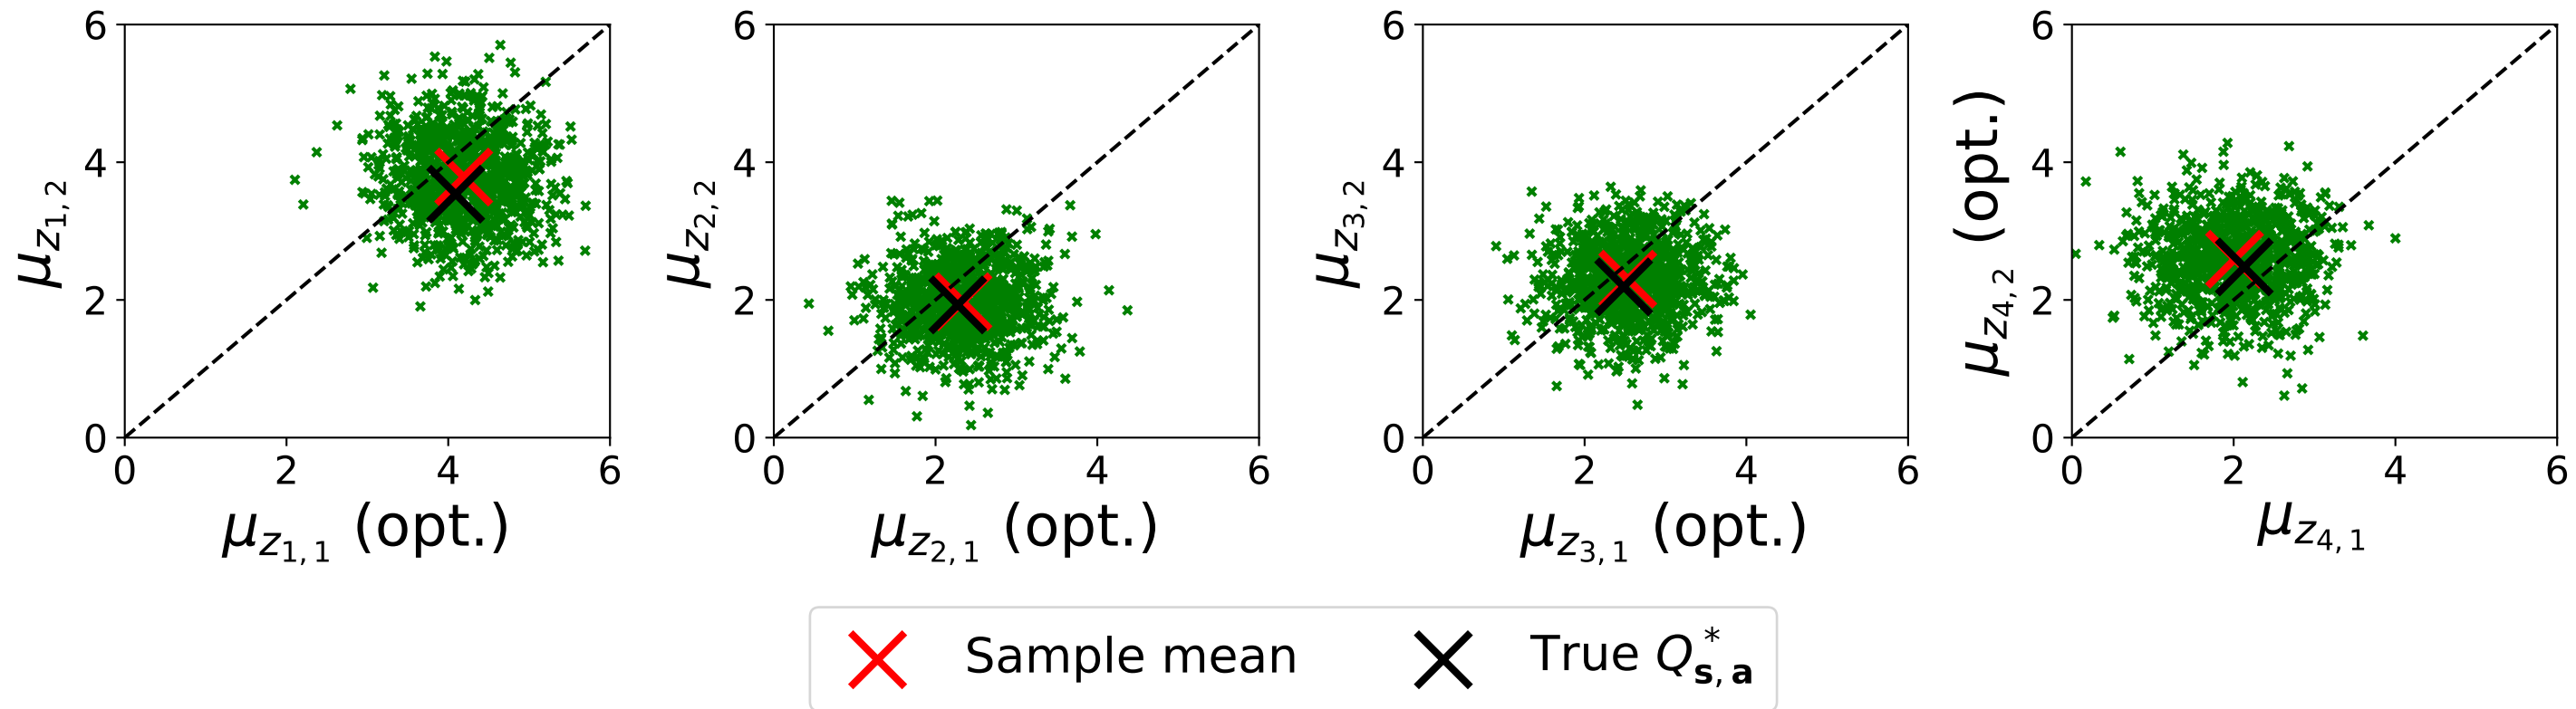 6
4
2
0
μz1,2
0 2 4 6
μz1,1 (opt.)
6
4
2
0
μz2,2
0 2 4 6
μz2,1 (opt.)
6
4
2
0
μz3,2
0 2 4 6
μz3,1 (opt.)
6
4
2
0
μz4,2 (opt.)
0 2 4 6
μz4,1
Sample mean
True Q*s,a